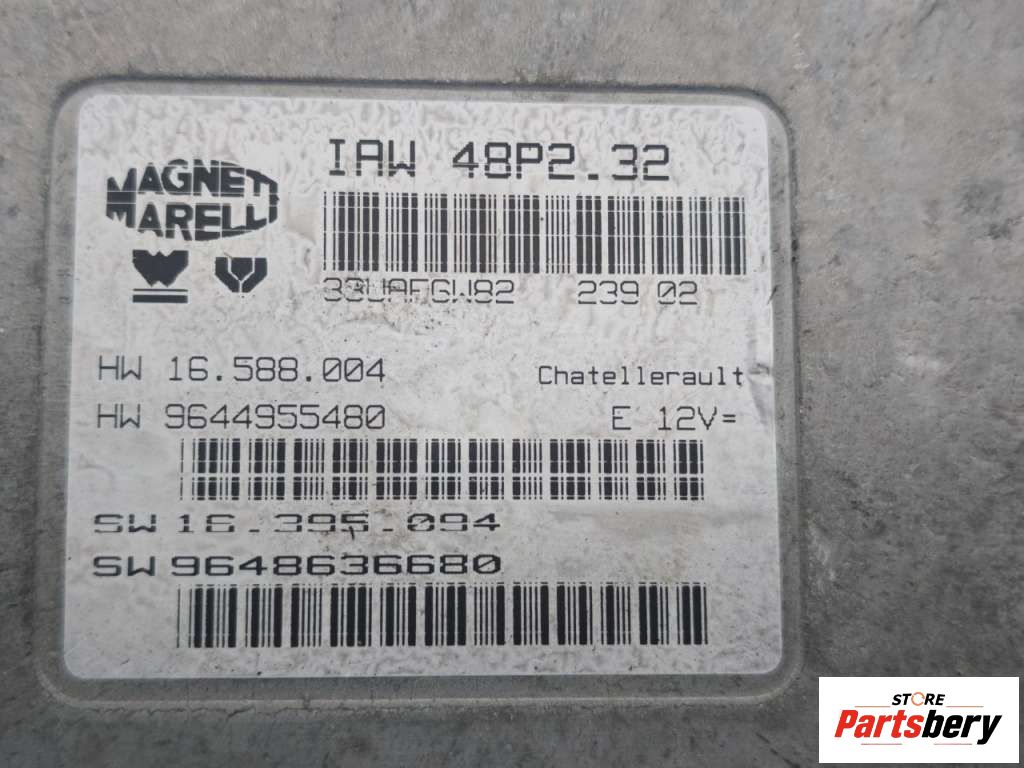 IAW 48P2.32
MAGNETI
MARELLI
239 02
HW 16.588.004
Chatellerault
HW 9644955480
E 12V=
SW 16.395.094
SW 9648636680
STORE
Partsbery